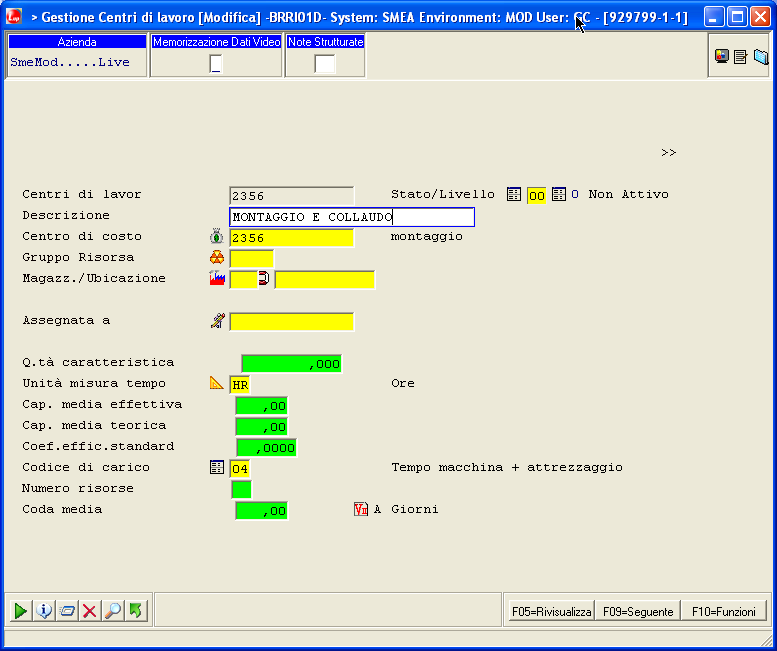 > Gestione Centri di lavoro [Modifica] -BRRI01D- System: SMEA Environment: MOD User: GC - [929799-1-1]
Azienda Memorizzazione Dati Video Note Strutturate
SmeMod.....Live
>>
Centri di lavor 2356 Stato/Livello 00 0 Non Attivo
Descrizione MONTAGGIO E COLLAUDO
Centro di costo 2356 montaggio
Gruppo Risorsa
Magazz./Ubicazione
Assegnata a
Q.tà caratteristica ,000
Unità misura tempo HR Ore
Cap. media effettiva ,00
Cap. media teorica ,00
Coef.effic.standard ,0000
Codice di carico 04 Tempo macchina + attrezzaggio
Numero risorse
Coda media ,00 A Giorni
F05=Rivisualizza F09=Seguente F10=Funzioni